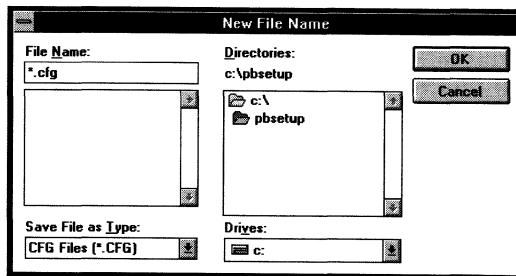 New File Name
File Name:
*.cfg
Save File as Type:
CFG Files (*.CFG)
Directories:
c:\pbsetup
c:\
pbsetup
Drives:
c:
OK
Cancel